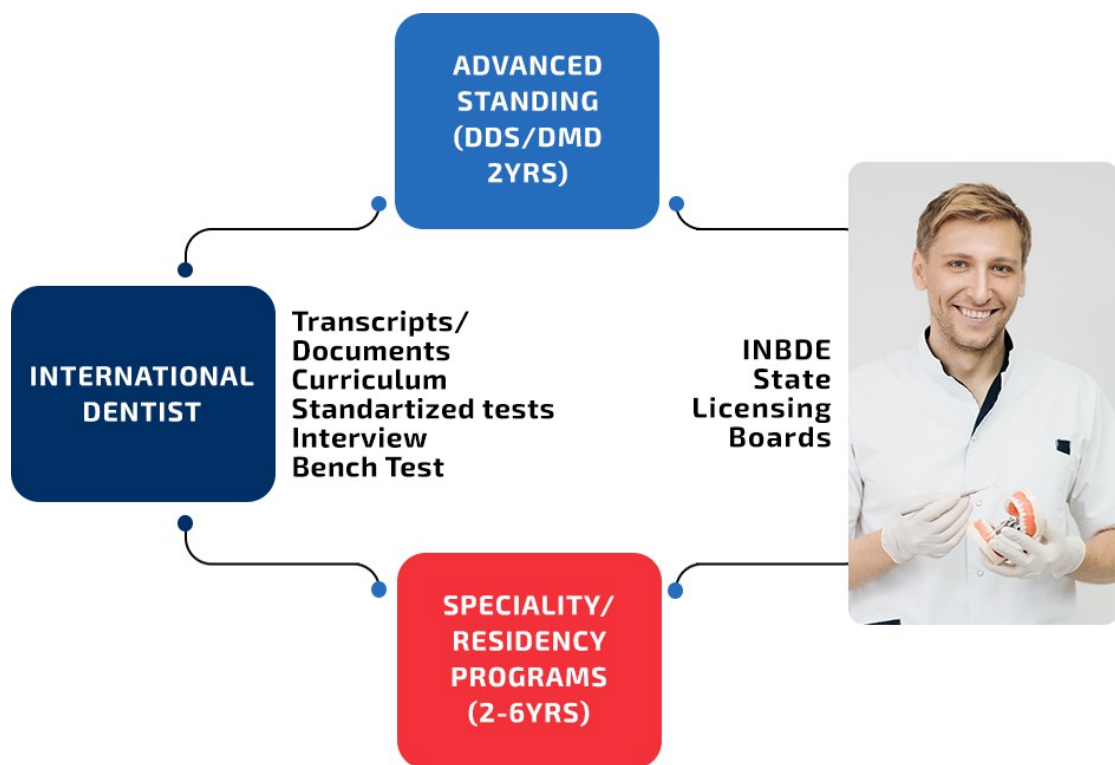 ADVANCED
STANDING
(DDS/DMD
2YRS)
INTERNATIONAL
DENTIST
Transcripts/
Documents
Curriculum
Standartized tests
Interview
Bench Test
INBDE
State
Licensing
Boards
SPECIALITY/
RESIDENCY
PROGRAMS
(2-6YRS)